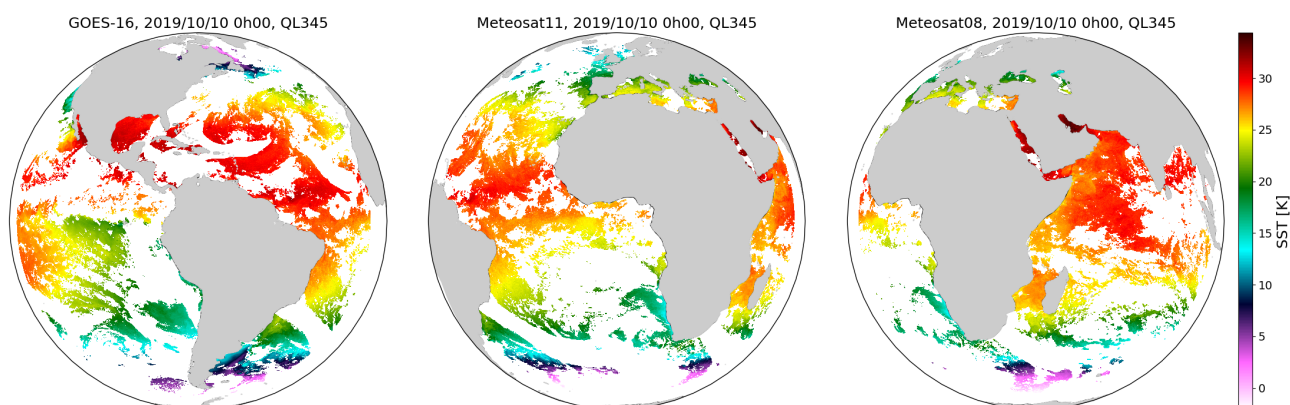 GOES-16, 2019/10/10 0h00, QL345
Meteosat11, 2019/10/10 0h00, QL345
Meteosat08, 2019/10/10 0h00, QL345
30
25
20
15
10
5
0
SST [K]